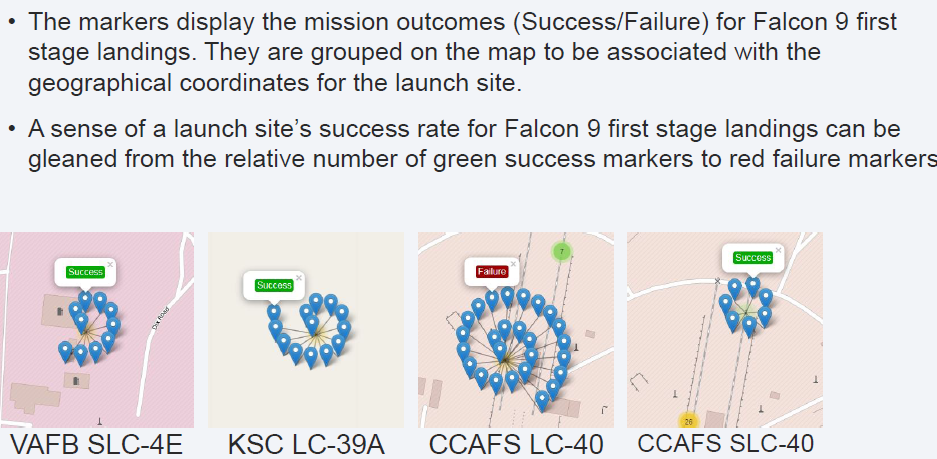 • The markers display the mission outcomes (Success/Failure) for Falcon 9 first
stage landings. They are grouped on the map to be associated with the
geographical coordinates for the launch site.
• A sense of a launch site's success rate for Falcon 9 first stage landings can be
gleaned from the relative number of green success markers to red failure markers
Success ×
Success ×
Failure ×
7
Success ×
Oak Road
26
VAFB SLC-4E
KSC LC-39A
CCAFS LC-40
CCAFS SLC-40